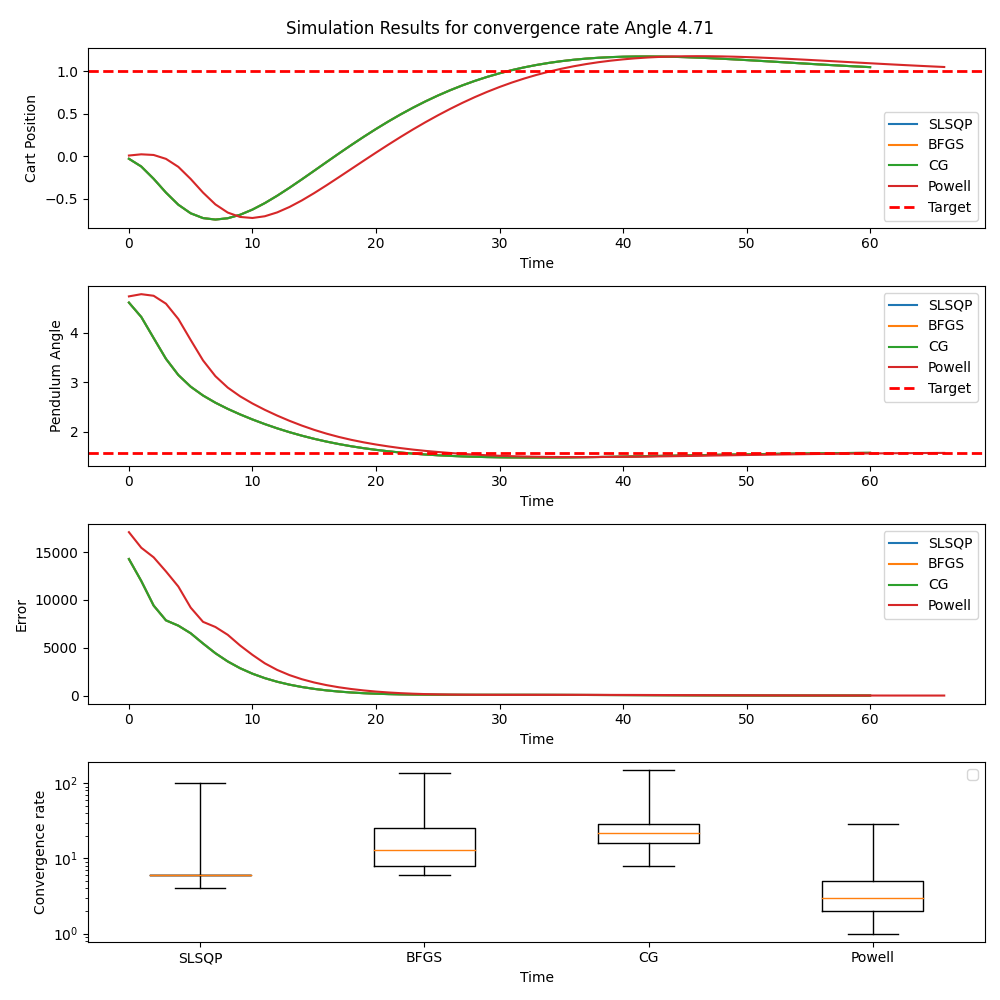 Simulation Results for convergence rate Angle 4.71
1.0
0.5
0.0
−0.5
Cart Position
SLSQP
BFGS
CG
Powell
Target
0 10 20 30 40 50 60
Time
4
3
2
Pendulum Angle
SLSQP
BFGS
CG
Powell
Target
0 10 20 30 40 50 60
Time
15000
10000
5000
0
Error
SLSQP
BFGS
CG
Powell
0 10 20 30 40 50 60
Time
10²
10¹
10⁰
Convergence rate
SLSQP BFGS CG Powell
Time